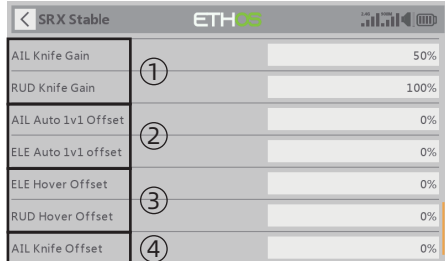 SRX Stable ETHOS
AIL Knife Gain 50%
①
RUD Knife Gain 100%
AIL Auto 1v1 Offset 0%
②
ELE Auto 1v1 offset 0%
ELE Hover Offset 0%
③
RUD Hover Offset 0%
AIL Knife Offset ④ 0%